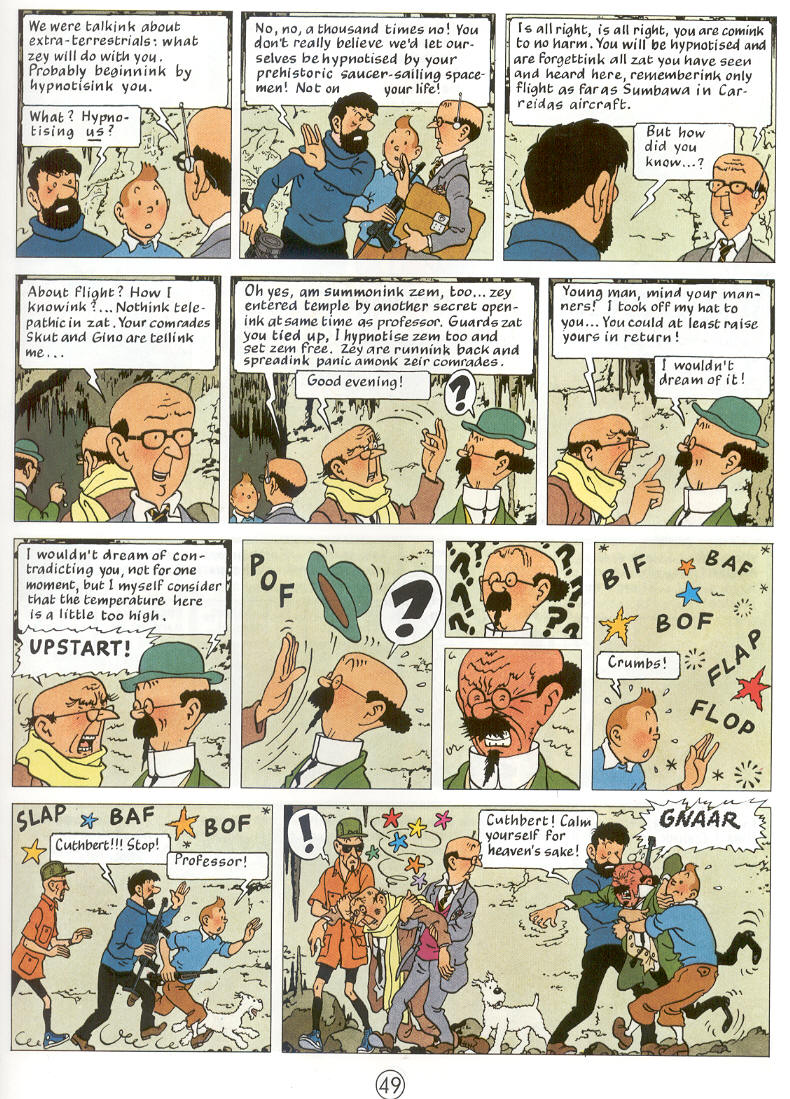 We were talkink about
extra-terrestrials: what
zey will do with you.
Probably beginnink by
hypnotisink you.
What? Hypno-
tising us?
No, no, a thousand times no! You
don't really believe we'd let our-
selves be hypnotised by your
prehistoric saucer-sailing space-
men! Not on your life!
Is all right, is all right, you are comink
to no harm. You will be hypnotised and
are forgettink all zat you have seen
and heard here, rememberink only
flight as far as Sumbawa in Car-
reidas aircraft.
But how
did you
know...?
About flight? How I
knowink?... Nothink tele-
pathic in zat. Your comrades
Skut and Gino are tellink
me...
Oh yes, am summonink zem, too... zey
entered temple by another secret open-
ink at same time as professor. Guards zat
you tied up, I hypnotise zem too and
set zem free. Zey are runnink back and
spreadink panic amonk zeir comrades.
Good evening!
?
Young man, mind your man-
ners! I took off my hat to
you... You could at least raise
yours in return!
I wouldn't
dream of it!
I wouldn't dream of con-
tradicting you, not for one
moment, but I myself consider
that the temperature here
is a little too high.
UPSTART!
POF
?
? ? ? ? ? ?
BIF
BAF
BOF
FLAP
FLOP
Crumbs!
SLAP
BAF
BOF
Cuthbert!!! Stop!
Professor!
!
Cuthbert! Calm
yourself for
heaven's sake!
GNAAR
49